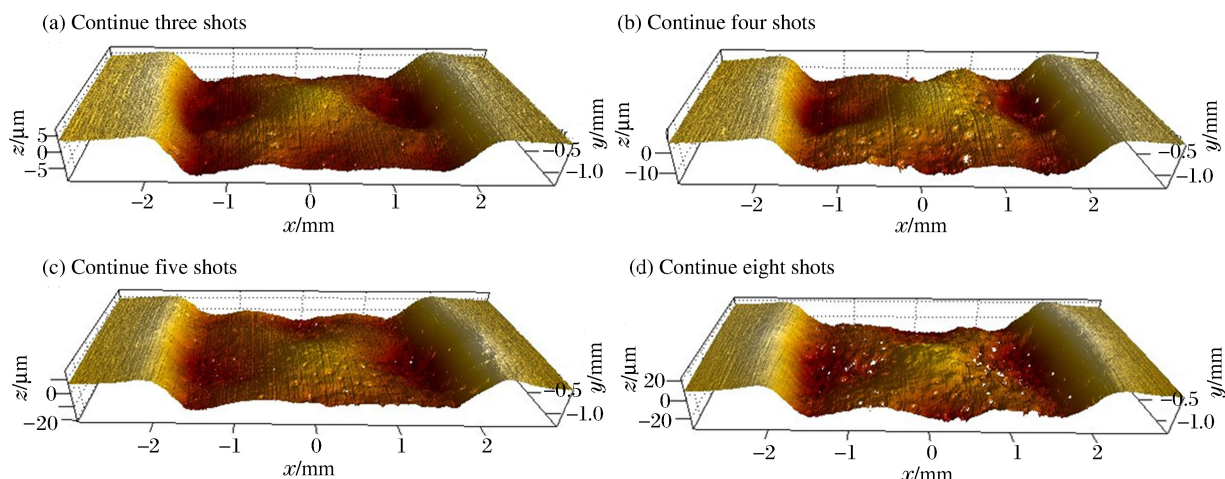 (a) Continue three shots
z/μm
5
0
−5
−2
−1
0
1
2
x/mm
−0.5
−1.0
y/mm
(b) Continue four shots
z/μm
0
−10
−2
−1
0
1
2
x/mm
−0.5
−1.0
y/mm
(c) Continue five shots
z/μm
0
−20
−2
−1
0
1
2
x/mm
−0.5
−1.0
y/mm
(d) Continue eight shots
z/μm
20
0
−20
−2
−1
0
1
2
x/mm
−0.5
−1.0
y/mm